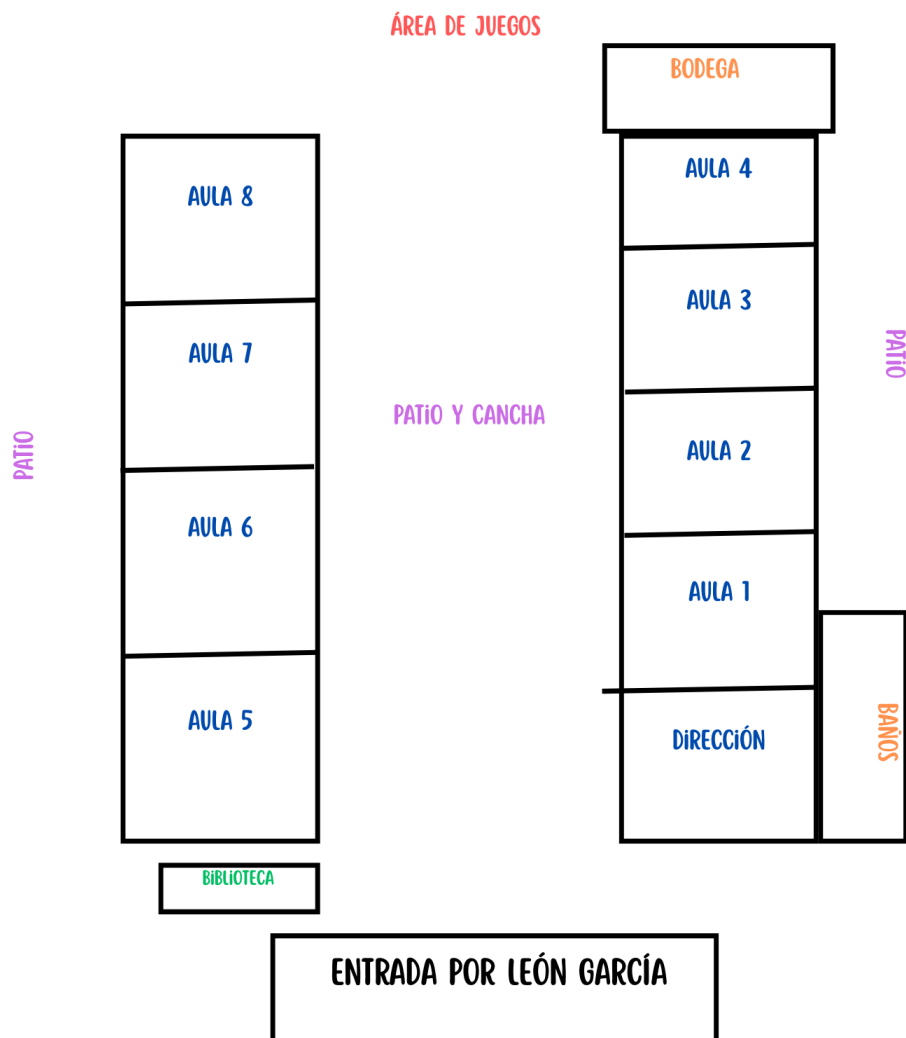 ÁREA DE JUEGOS
BODEGA
AULA 8
AULA 4
AULA 7
AULA 3
PATIO
PATIO Y CANCHA
PATIO
AULA 6
AULA 2
AULA 5
AULA 1
DIRECCIÓN
BAÑOS
BIBLIOTECA
ENTRADA POR LEÓN GARCÍA